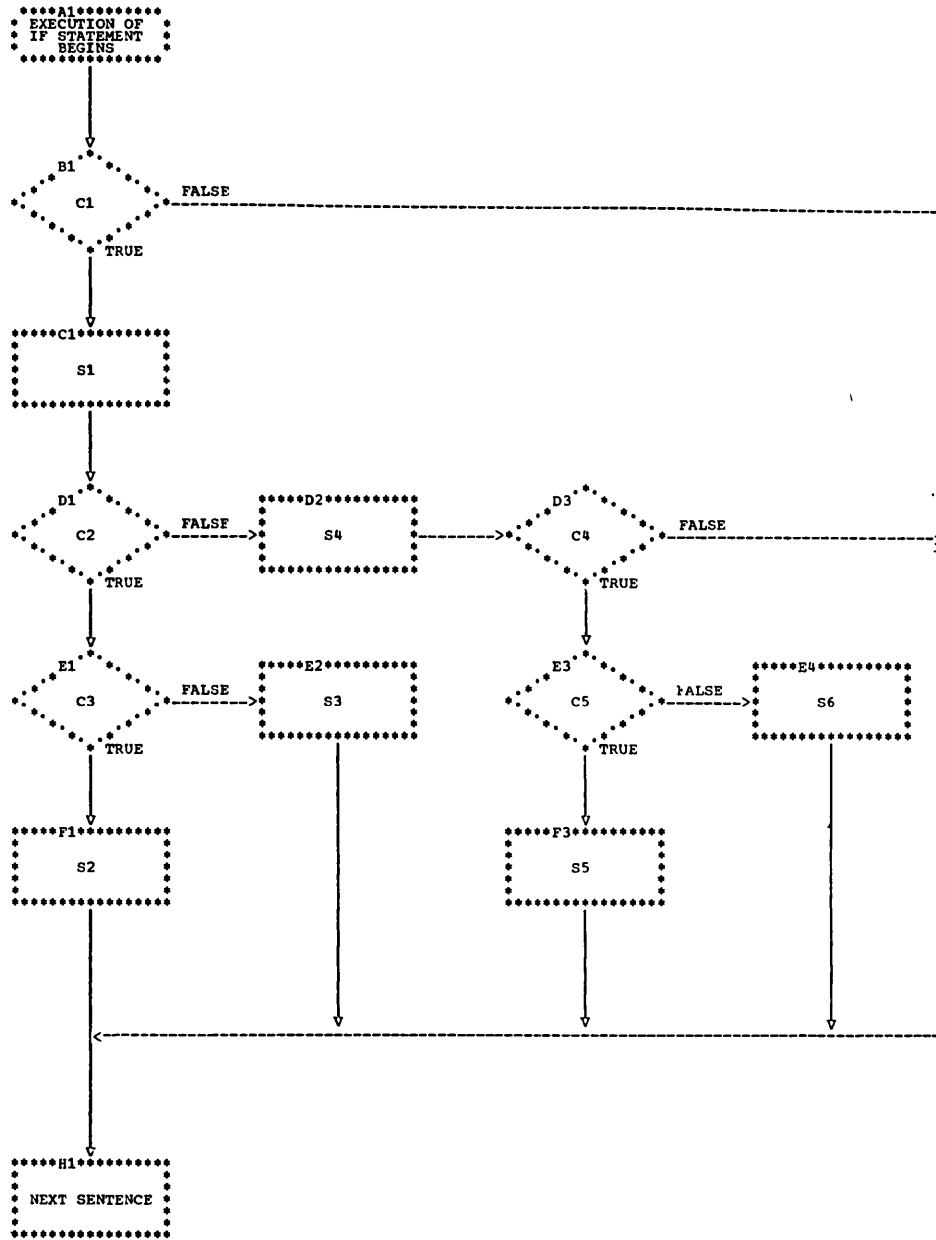 A1
EXECUTION OF
IF STATEMENT
BEGINS
B1
C1
FALSE
TRUE
C1
S1
D1
C2
FALSE
TRUE
D2
S4
D3
C4
FALSE
TRUE
E1
C3
FALSE
TRUE
E2
S3
E3
C5
FALSE
TRUE
E4
S6
F1
S2
F3
S5
H1
NEXT SENTENCE